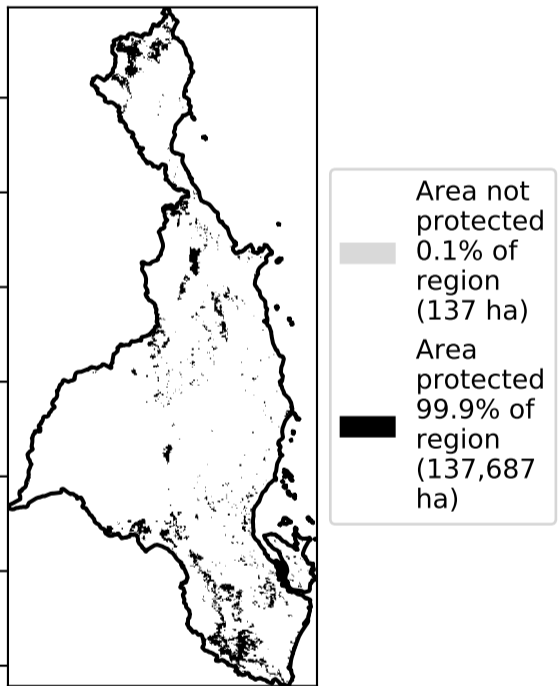 Area not
protected
0.1% of
region
(137 ha)
Area
protected
99.9% of
region
(137,687
ha)